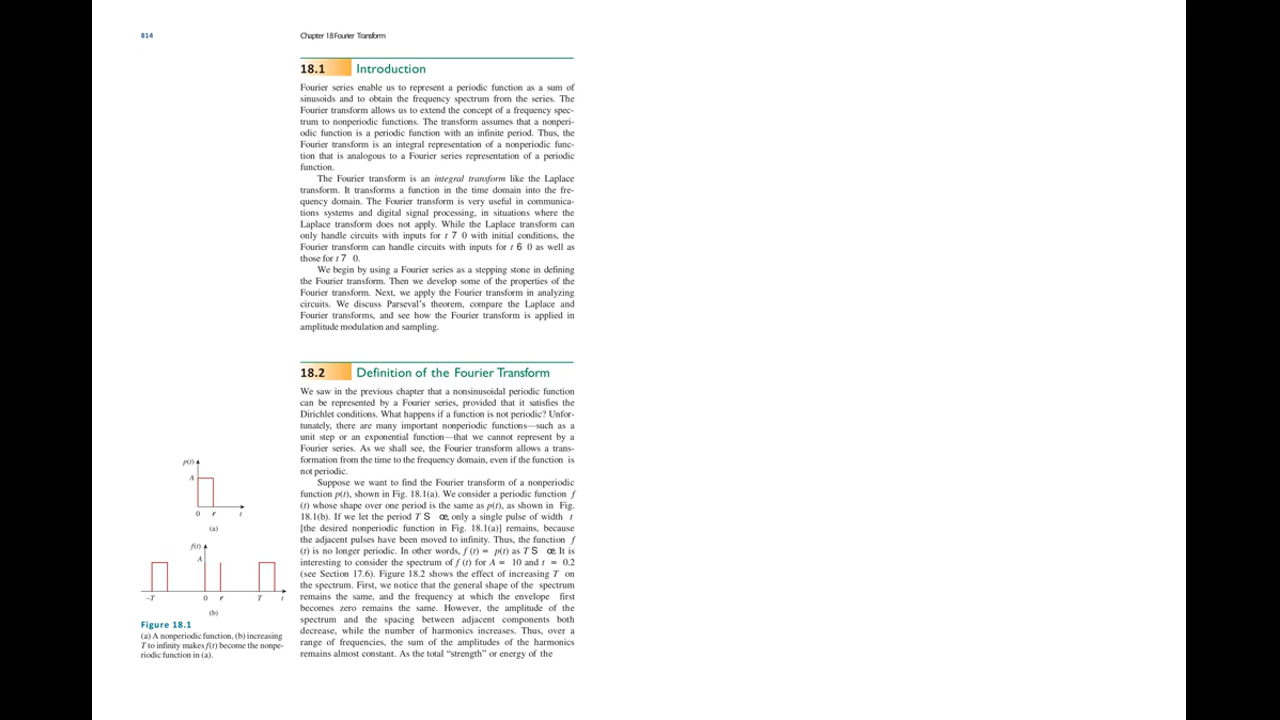 814
Chapter 18 Fourier Transform
18.1 Introduction
Fourier series enable us to represent a periodic function as a sum of
sinusoids and to obtain the frequency spectrum from the series. The
Fourier transform allows us to extend the concept of a frequency spec-
trum to nonperiodic functions. The transform assumes that a nonperi-
odic function is a periodic function with an infinite period. Thus, the
Fourier transform is an integral representation of a nonperiodic func-
tion that is analogous to a Fourier series representation of a periodic
function.
The Fourier transform is an integral transform like the Laplace
transform. It transforms a function in the time domain into the fre-
quency domain. The Fourier transform is very useful in communica-
tions systems and digital signal processing, in situations where the
Laplace transform does not apply. While the Laplace transform can
only handle circuits with inputs for t 7 0 with initial conditions, the
Fourier transform can handle circuits with inputs for t 6 0 as well as
those for t 7 0.
We begin by using a Fourier series as a stepping stone in defining
the Fourier transform. Then we develop some of the properties of the
Fourier transform. Next, we apply the Fourier transform in analyzing
circuits. We discuss Parseval's theorem, compare the Laplace and
Fourier transforms, and see how the Fourier transform is applied in
amplitude modulation and sampling.
18.2 Definition of the Fourier Transform
We saw in the previous chapter that a nonsinusoidal periodic function
can be represented by a Fourier series, provided that it satisfies the
Dirichlet conditions. What happens if a function is not periodic? Unfor-
tunately, there are many important nonperiodic functions—such as a
unit step or an exponential function—that we cannot represent by a
Fourier series. As we shall see, the Fourier transform allows a trans-
formation from the time to the frequency domain, even if the function is
not periodic.
Suppose we want to find the Fourier transform of a nonperiodic
function p(t), shown in Fig. 18.1(a). We consider a periodic function f
(t) whose shape over one period is the same as p(t), as shown in Fig.
18.1(b). If we let the period T S œ, only a single pulse of width t
[the desired nonperiodic function in Fig. 18.1(a)] remains, because
the adjacent pulses have been moved to infinity. Thus, the function f
(t) is no longer periodic. In other words, f (t) = p(t) as T S œ. It is
interesting to consider the spectrum of f (t) for A = 10 and t = 0.2
(see Section 17.6). Figure 18.2 shows the effect of increasing T on
the spectrum. First, we notice that the general shape of the spectrum
remains the same, and the frequency at which the envelope first
becomes zero remains the same. However, the amplitude of the
spectrum and the spacing between adjacent components both
decrease, while the number of harmonics increases. Thus, over a
range of frequencies, the sum of the amplitudes of the harmonics
remains almost constant. As the total “strength” or energy of the
p(t)
A
0 r t
(a)
f(t)
A
−T 0 r T t
(b)
Figure 18.1
(a) A nonperiodic function, (b) increasing
T to infinity makes f(t) become the nonpe-
riodic function in (a).